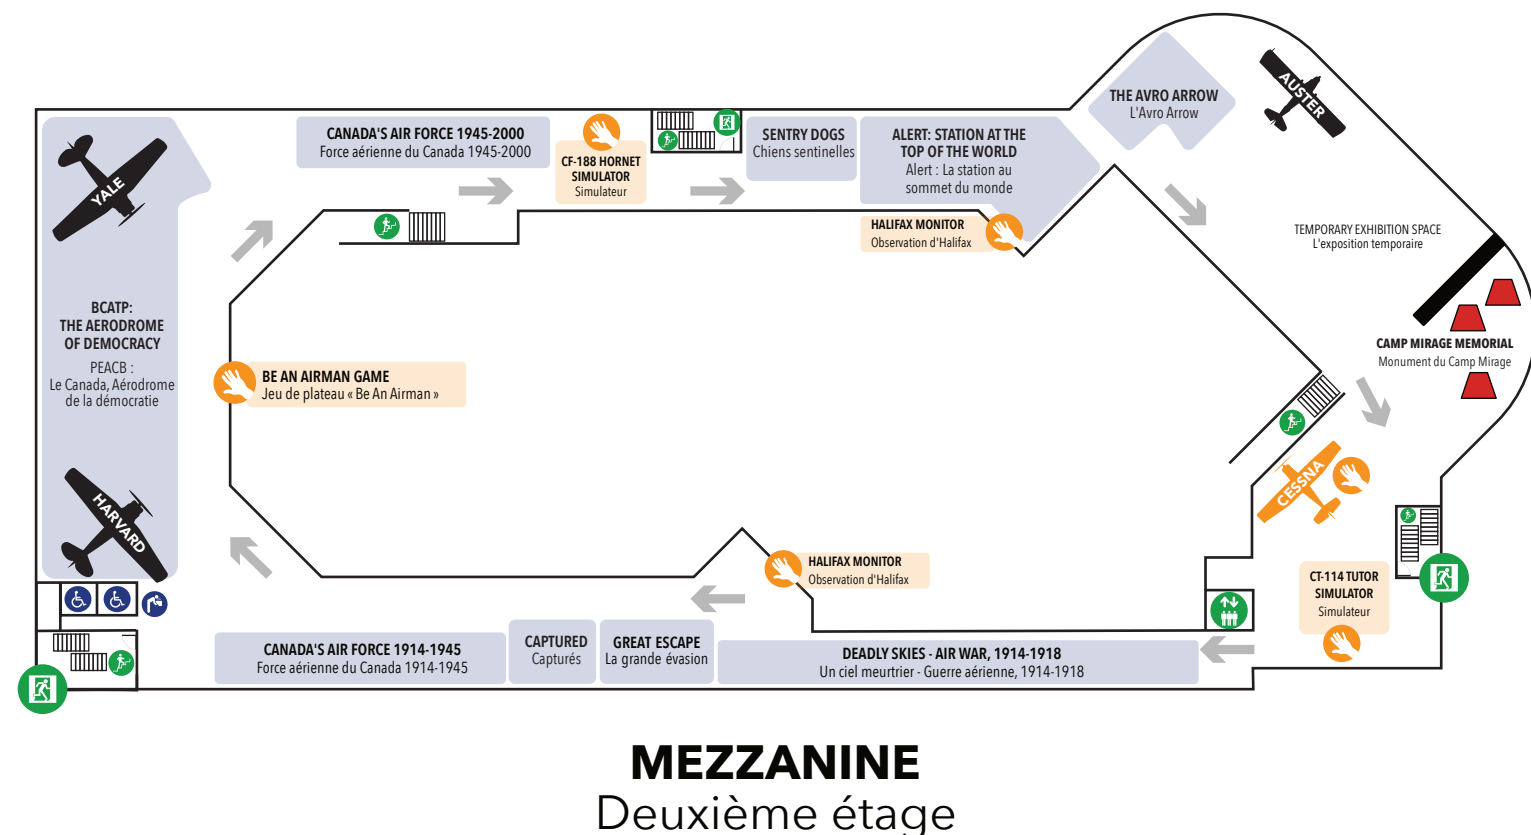 THE AVRO ARROW
L'Avro Arrow
AUSTER
CANADA'S AIR FORCE 1945-2000
Force aérienne du Canada 1945-2000
CF-188 HORNET
SIMULATOR
Simulateur
SENTRY DOGS
Chiens sentinelles
ALERT: STATION AT THE
TOP OF THE WORLD
Alert : La station au
sommet du monde
YALE
HALIFAX MONITOR
Observation d'Halifax
TEMPORARY EXHIBITION SPACE
L'exposition temporaire
BCATP:
THE AERODROME
OF DEMOCRACY
PEACB :
Le Canada, Aérodrome
de la démocratie
CAMP MIRAGE MEMORIAL
Monument du Camp Mirage
BE AN AIRMAN GAME
Jeu de plateau « Be An Airman »
CESSNA
HARVARD
HALIFAX MONITOR
Observation d'Halifax
CT-114 TUTOR
SIMULATOR
Simulateur
CANADA'S AIR FORCE 1914-1945
Force aérienne du Canada 1914-1945
CAPTURED
Capturés
GREAT ESCAPE
La grande évasion
DEADLY SKIES - AIR WAR, 1914-1918
Un ciel meurtrier - Guerre aérienne, 1914-1918
MEZZANINE
Deuxième étage